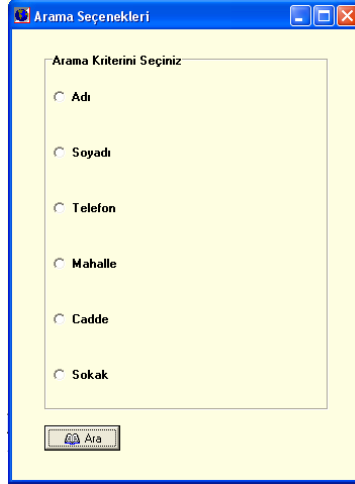 Arama Seçenekleri
Arama Kriterini Seçiniz
Adı
Soyadı
Telefon
Mahalle
Cadde
Sokak
Ara